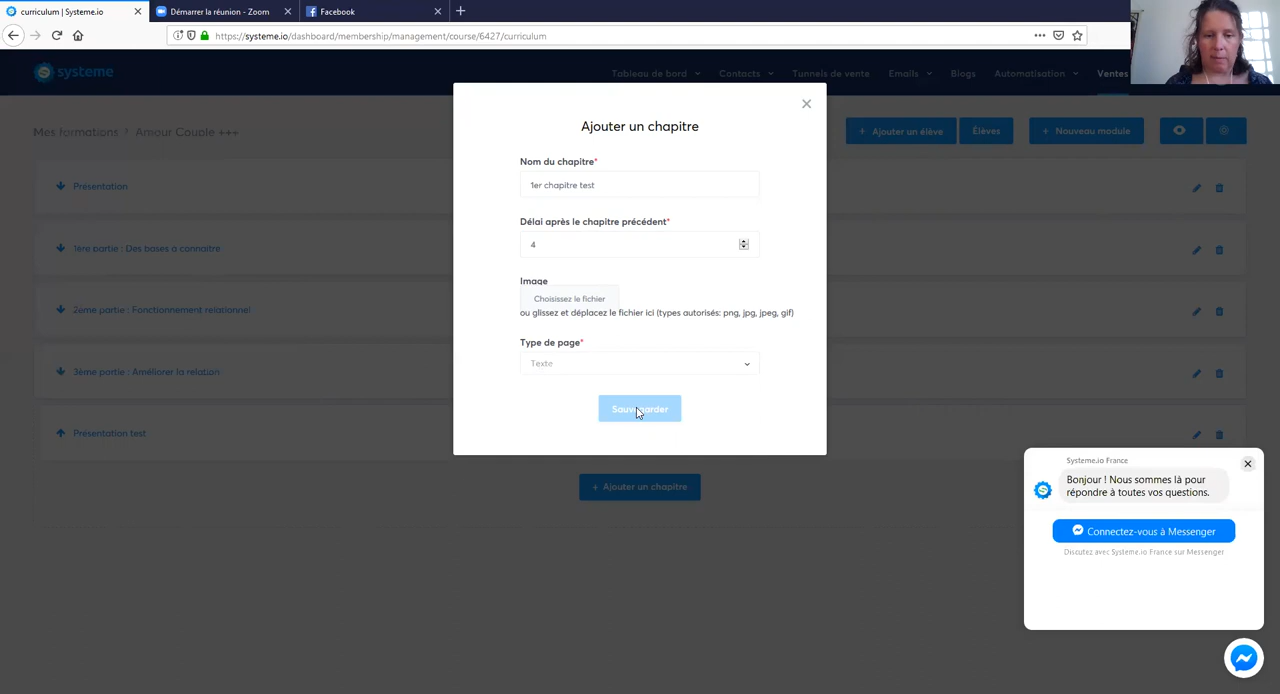 curriculum | Systeme.io
Démarrer la réunion - Zoom
Facebook
https://systeme.io/dashboard/membership/management/course/6427/curriculum
systeme
Tableau de bord
Contacts
Tunnels de vente
Emails
Blogs
Automatisation
Ventes
Mes formations > Amour Couple +++
+ Ajouter un élève
Élèves
+ Nouveau module
Présentation
1ère partie : Des bases a connaitre
2ème partie : Fonctionnement relationnel
3ème partie : Améliorer la relation
Présentation test
+ Ajouter un chapitre
Ajouter un chapitre
Nom du chapitre*
1er chapitre test
Délai après le chapitre précédent*
4
Image
Choisissez le fichier
ou glissez et déplacez le fichier ici (types autorisés: png, jpg, jpeg, gif)
Type de page*
Texte
Sauvegarder
Systeme.io France
Bonjour ! Nous sommes là pour
répondre à toutes vos questions.
Connectez-vous à Messenger
Discutez avec Systeme.io France sur Messenger